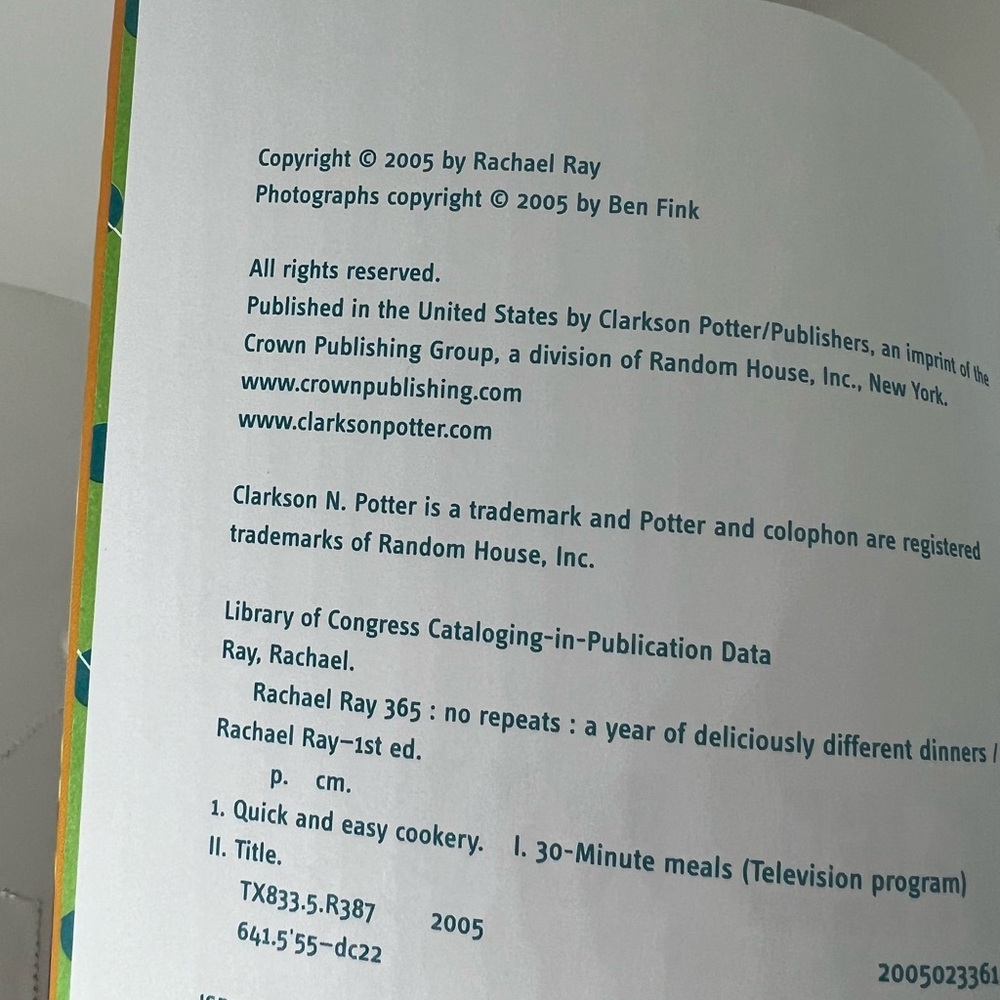 Copyright © 2005 by Rachael Ray
Photographs copyright © 2005 by Ben Fink
All rights reserved.
Published in the United States by Clarkson Potter/Publishers, an imprint of the
Crown Publishing Group, a division of Random House, Inc., New York.
www.crownpublishing.com
www.clarksonpotter.com
Clarkson N. Potter is a trademark and Potter and colophon are registered
trademarks of Random House, Inc.
Library of Congress Cataloging-in-Publication Data
Ray, Rachael.
Rachael Ray 365 : no repeats : a year of deliciously different dinners /
Rachael Ray—1st ed.
p. cm.
1. Quick and easy cookery. I. 30-Minute meals (Television program)
II. Title.
TX833.5.R387 2005
641.5'55—dc22
2005023361